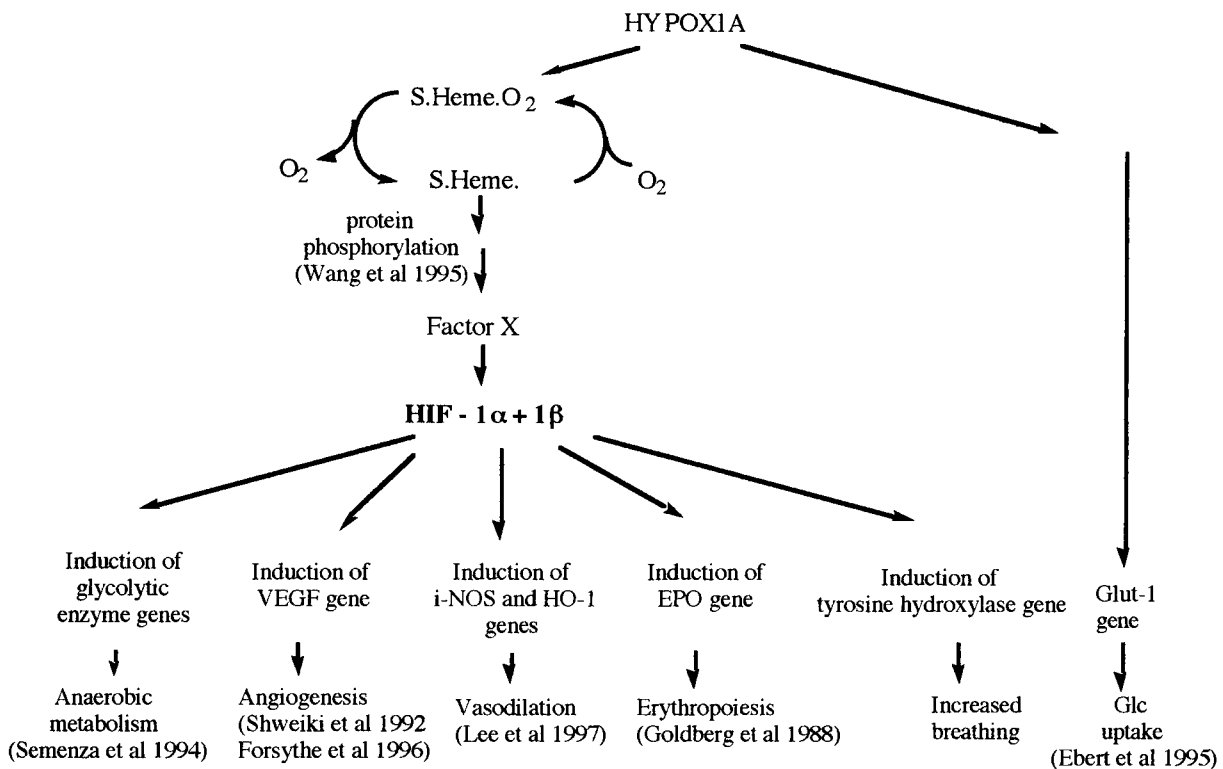 HYPOX1A
S.Heme.O2
O2
S.Heme.
O2
protein
phosphorylation
(Wang et al 1995)
Factor X
HIF - 1α + 1β
Induction of
glycolytic
enzyme genes
Induction of
VEGF gene
Induction of
i-NOS and HO-1
genes
Induction of
EPO gene
Induction of
tyrosine hydroxylase gene
Glut-1
gene
Anaerobic
metabolism
(Semenza et al 1994)
Angiogenesis
(Shweiki et al 1992
Forsythe et al 1996)
Vasodilation
(Lee et al 1997)
Erythropoiesis
(Goldberg et al 1988)
Increased
breathing
Glc
uptake
(Ebert et al 1995)